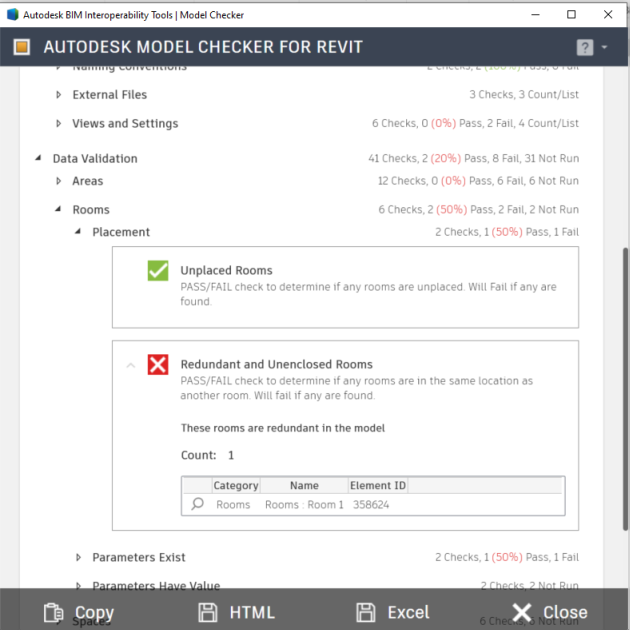 Autodesk BIM Interoperability Tools | Model Checker
AUTODESK MODEL CHECKER FOR REVIT
?
Naming Conventions 2 Checks, 2 (100%) Pass, 0 Fail
External Files 3 Checks, 3 Count/List
Views and Settings 6 Checks, 0 (0%) Pass, 2 Fail, 4 Count/List
Data Validation 41 Checks, 2 (20%) Pass, 8 Fail, 31 Not Run
Areas 12 Checks, 0 (0%) Pass, 6 Fail, 6 Not Run
Rooms 6 Checks, 2 (50%) Pass, 2 Fail, 2 Not Run
Placement 2 Checks, 1 (50%) Pass, 1 Fail
Unplaced Rooms
PASS/FAIL check to determine if any rooms are unplaced. Will Fail if any are
found.
Redundant and Unenclosed Rooms
PASS/FAIL check to determine if any rooms are in the same location as
another room. Will fail if any are found.
These rooms are redundant in the model
Count: 1
Category Name Element ID
Rooms Rooms : Room 1 358624
Parameters Exist 2 Checks, 1 (50%) Pass, 1 Fail
Parameters Have Value 2 Checks, 2 Not Run
Copy HTML Excel Close
Spaces 6 Checks, 6 Not Run